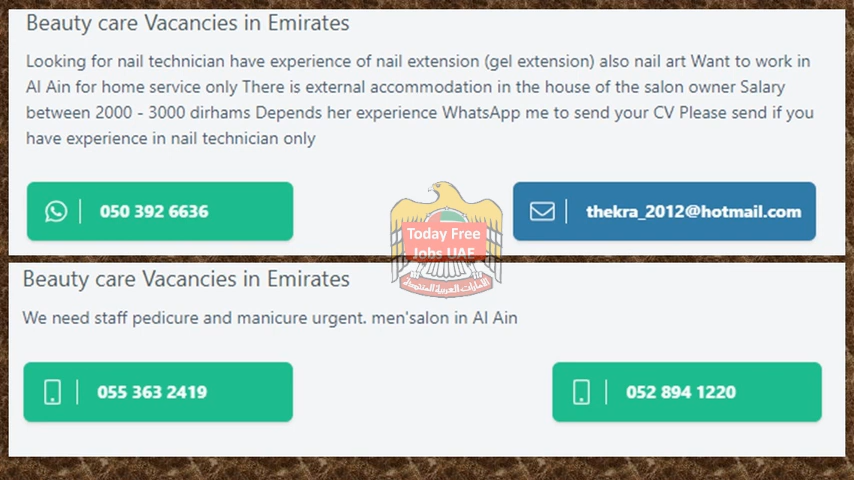 Beauty care Vacancies in Emirates
Looking for nail technician have experience of nail extension (gel extension) also nail art Want to work in
Al Ain for home service only There is external accommodation in the house of the salon owner Salary
between 2000 - 3000 dirhams Depends her experience WhatsApp me to send your CV Please send if you
have experience in nail technician only
050 392 6636
thekra_2012@hotmail.com
Today Free
Jobs UAE
الامارات العربية المتحدة
Beauty care Vacancies in Emirates
We need staff pedicure and manicure urgent. men'salon in Al Ain
055 363 2419
052 894 1220